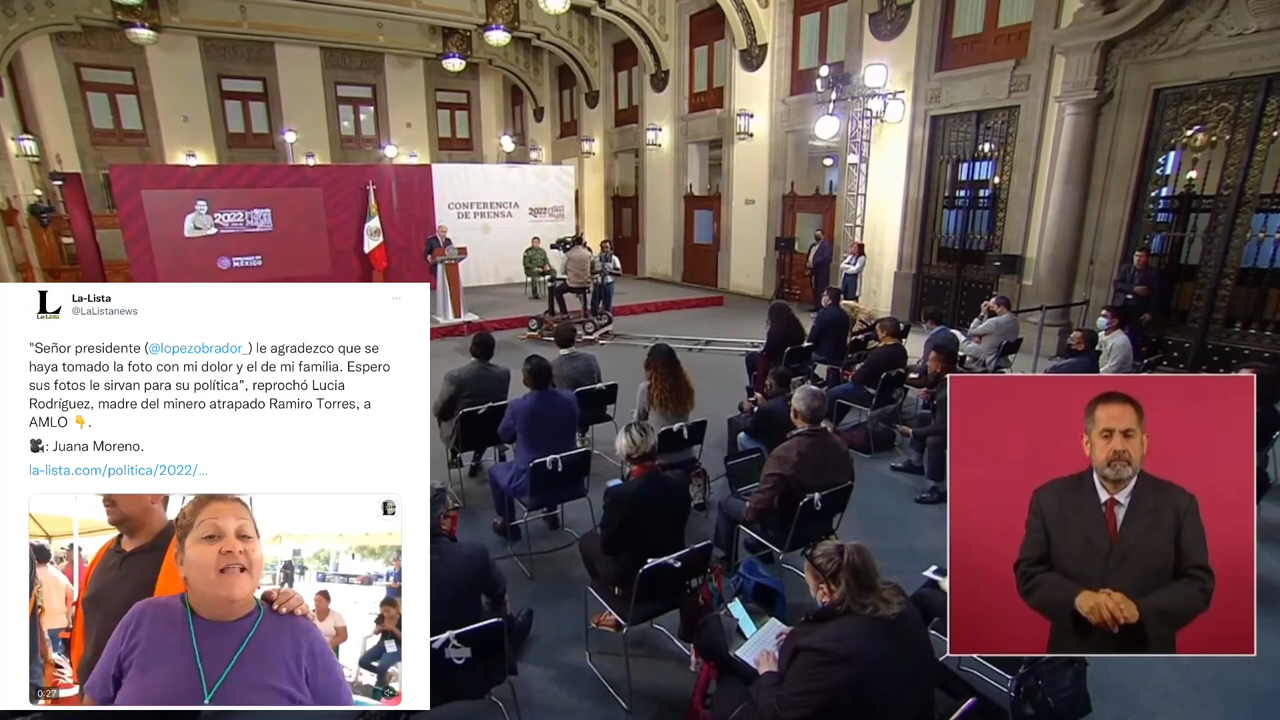 CONFERENCIA
DE PRENSA
2022
2022
MÉXICO
La-Lista
@LaListanews
"Señor presidente (@lopezobrador_) le agradezco que se
haya tomado la foto con mi dolor y el de mi familia. Espero
sus fotos le sirvan para su política", reprochó Lucia
Rodríguez, madre del minero atrapado Ramiro Torres, a
AMLO 👇.
🎥: Juana Moreno.
la-lista.com/politica/2022/...
0:27